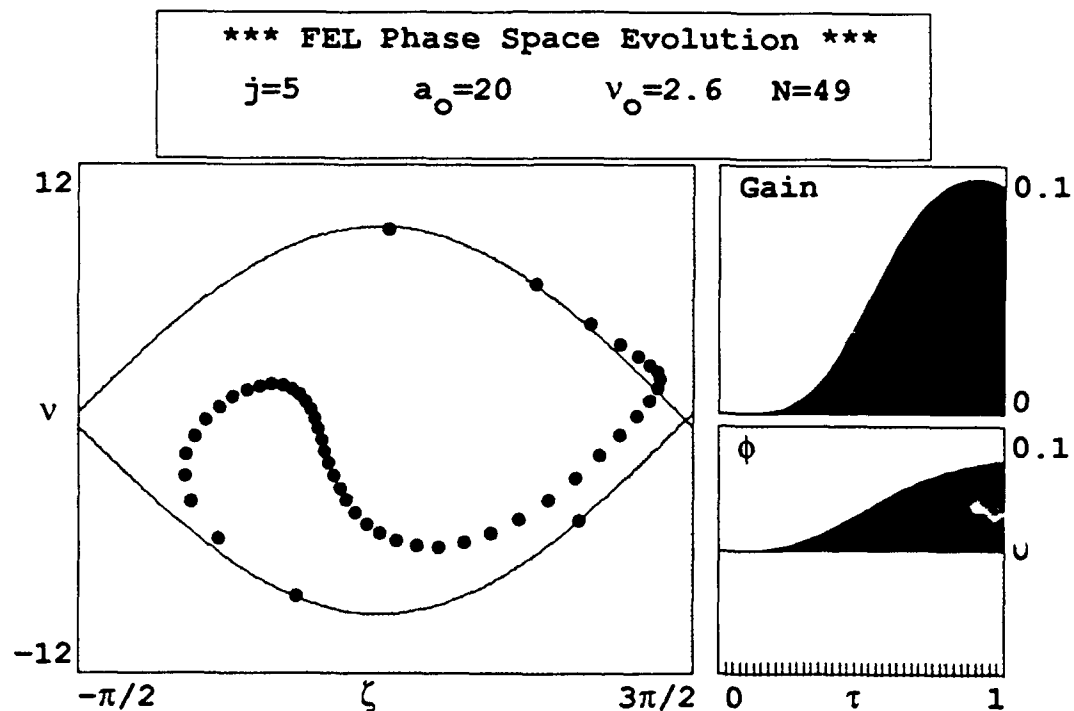 *** FEL Phase Space Evolution ***
j=5 a₀=20 ν₀=2.6 N=49
12
ν
-12
-π/2 ζ 3π/2
Gain
0.1
0
φ
0.1
0 τ 1